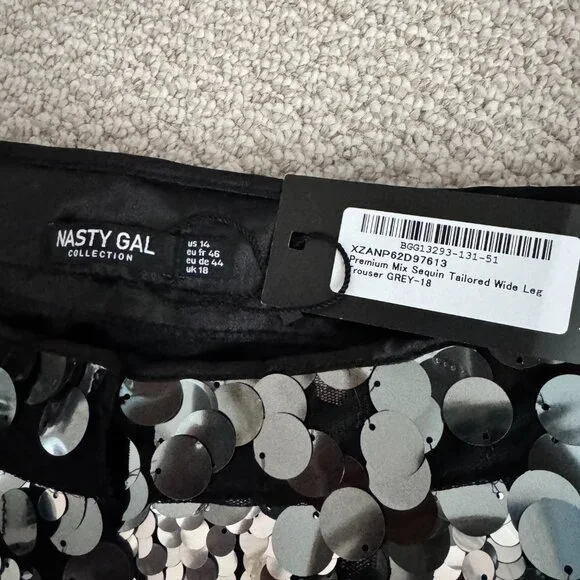 NASTY GAL
COLLECTION
us 14
eu fr 46
eu de 44
uk 18
BGG13293-131-51
XZANP62D97613
Premium Mix Sequin Tailored Wide Leg
Trouser GREY-18